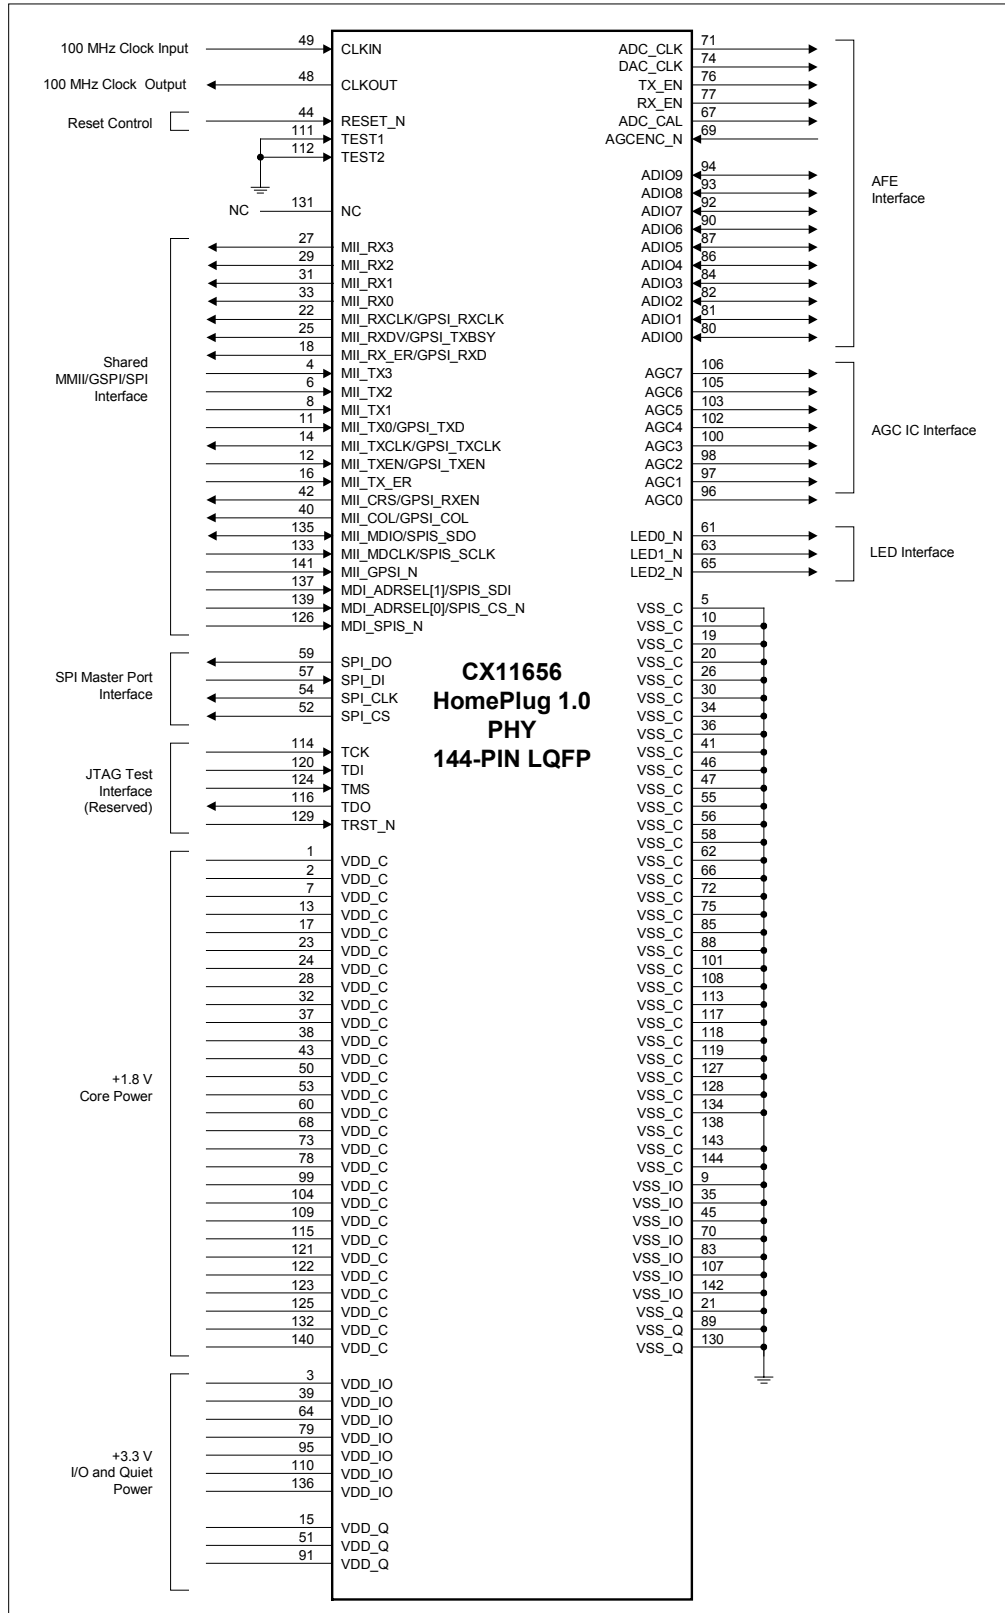 100 MHz Clock Input 49 CLKIN
100 MHz Clock Output 48 CLKOUT
Reset Control 44 RESET_N
111 TEST1
112 TEST2
NC 131 NC
Shared
MMII/GSPI/SPI
Interface
27 MII_RX3
29 MII_RX2
31 MII_RX1
33 MII_RX0
22 MII_RXCLK/GPSI_RXCLK
25 MII_RXDV/GPSI_TXBSY
18 MII_RX_ER/GPSI_RXD
4 MII_TX3
6 MII_TX2
8 MII_TX1
11 MII_TX0/GPSI_TXD
14 MII_TXCLK/GPSI_TXCLK
12 MII_TXEN/GPSI_TXEN
16 MII_TX_ER
42 MII_CRS/GPSI_RXEN
40 MII_COL/GPSI_COL
135 MII_MDIO/SPIS_SDO
133 MII_MDCLK/SPIS_SCLK
141 MII_GPSI_N
137 MDI_ADRSEL[1]/SPIS_SDI
139 MDI_ADRSEL[0]/SPIS_CS_N
126 MDI_SPIS_N
SPI Master Port
Interface
59 SPI_DO
57 SPI_DI
54 SPI_CLK
52 SPI_CS
JTAG Test
Interface
(Reserved)
114 TCK
120 TDI
124 TMS
116 TDO
129 TRST_N
+1.8 V
Core Power
1 VDD_C
2 VDD_C
7 VDD_C
13 VDD_C
17 VDD_C
23 VDD_C
24 VDD_C
28 VDD_C
32 VDD_C
37 VDD_C
38 VDD_C
43 VDD_C
50 VDD_C
53 VDD_C
60 VDD_C
68 VDD_C
73 VDD_C
78 VDD_C
99 VDD_C
104 VDD_C
109 VDD_C
115 VDD_C
121 VDD_C
122 VDD_C
123 VDD_C
125 VDD_C
132 VDD_C
140 VDD_C
+3.3 V
I/O and Quiet
Power
3 VDD_IO
39 VDD_IO
64 VDD_IO
79 VDD_IO
95 VDD_IO
110 VDD_IO
136 VDD_IO
15 VDD_Q
51 VDD_Q
91 VDD_Q
CX11656
HomePlug 1.0
PHY
144-PIN LQFP
ADC_CLK 71
DAC_CLK 74
TX_EN 76
RX_EN 77
ADC_CAL 67
AGCENC_N 69
ADIO9 94
ADIO8 93
ADIO7 92
ADIO6 90
ADIO5 87
ADIO4 86
ADIO3 84
ADIO2 82
ADIO1 81
ADIO0 80
AFE
Interface
AGC7 106
AGC6 105
AGC5 103
AGC4 102
AGC3 100
AGC2 98
AGC1 97
AGC0 96
AGC IC Interface
LED0_N 61
LED1_N 63
LED2_N 65
LED Interface
VSS_C 5
VSS_C 10
VSS_C 19
VSS_C 20
VSS_C 26
VSS_C 30
VSS_C 34
VSS_C 36
VSS_C 41
VSS_C 46
VSS_C 47
VSS_C 55
VSS_C 56
VSS_C 58
VSS_C 62
VSS_C 66
VSS_C 72
VSS_C 75
VSS_C 85
VSS_C 88
VSS_C 101
VSS_C 108
VSS_C 113
VSS_C 117
VSS_C 118
VSS_C 119
VSS_C 127
VSS_C 128
VSS_C 134
VSS_C 138
VSS_C 143
VSS_C 144
VSS_IO 9
VSS_IO 35
VSS_IO 45
VSS_IO 70
VSS_IO 83
VSS_IO 107
VSS_IO 142
VSS_Q 21
VSS_Q 89
VSS_Q 130